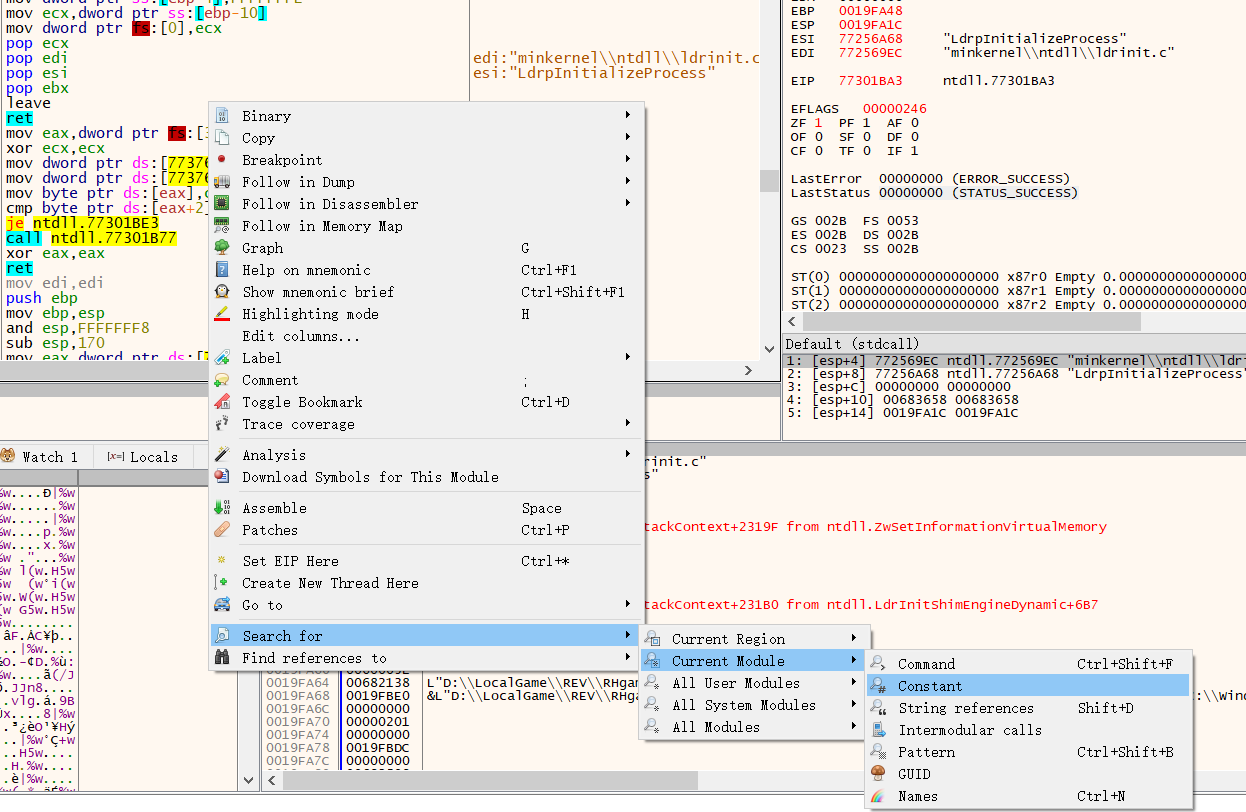 mov ecx,dword ptr ss:[ebp-10]
mov dword ptr fs:[0],ecx
pop ecx
pop edi
pop esi
pop ebx
leave
ret
mov eax,dword ptr fs:[3
xor ecx,ecx
mov dword ptr ds:[7737
mov dword ptr ds:[7737
mov byte ptr ds:[eax],
cmp byte ptr ds:[eax+2
je ntdll.77301BE3
call ntdll.77301B77
xor eax,eax
ret
mov edi,edi
push ebp
mov ebp,esp
and esp,FFFFFFF8
sub esp,170
mov eax,dword ptr ds:[
edi:"minkernel\\ntdll\\ldrinit.c
esi:"LdrpInitializeProcess"
EBP 0019FA48
ESP 0019FA1C
ESI 77256A68 "LdrpInitializeProcess"
EDI 772569EC "minkernel\\ntdll\\ldrinit.c"
EIP 77301BA3 ntdll.77301BA3
EFLAGS 00000246
ZF 1 PF 1 AF 0
OF 0 SF 0 DF 0
CF 0 TF 0 IF 1
LastError 00000000 (ERROR_SUCCESS)
LastStatus 00000000 (STATUS_SUCCESS)
GS 002B FS 0053
ES 002B DS 002B
CS 0023 SS 002B
ST(0) 00000000000000000000 x87r0 Empty 0.000000000000000
ST(1) 00000000000000000000 x87r1 Empty 0.000000000000000
ST(2) 00000000000000000000 x87r2 Empty 0.000000000000000
Default (stdcall)
1: [esp+4] 772569EC ntdll.772569EC "minkernel\\ntdll\\ldri
2: [esp+8] 77256A68 ntdll.77256A68 "LdrpInitializeProcess"
3: [esp+C] 00000000 00000000
4: [esp+10] 00683658 00683658
5: [esp+14] 0019FA1C 0019FA1C
Binary
Copy
Breakpoint
Follow in Dump
Follow in Disassembler
Follow in Memory Map
Graph G
Help on mnemonic Ctrl+F1
Show mnemonic brief Ctrl+Shift+F1
Highlighting mode H
Edit columns...
Label
Comment ;
Toggle Bookmark Ctrl+D
Trace coverage
Analysis
Download Symbols for This Module
Assemble Space
Patches Ctrl+P
Set EIP Here Ctrl+*
Create New Thread Here
Go to
Search for
Find references to
Current Region
Current Module
All User Modules
All System Modules
All Modules
Command Ctrl+Shift+F
Constant
String references Shift+D
Intermodular calls
Pattern Ctrl+Shift+B
GUID
Names Ctrl+N
Watch 1
[x=] Locals
rinit.c"
s"
tackContext+2319F from ntdll.ZwSetInformationVirtualMemory
tackContext+231B0 from ntdll.LdrInitShimEngineDynamic+6B7
0019FA64 00682138 L"D:\\LocalGame\\REV\\RHgam
0019FA68 0019FBE0 &L"D:\\LocalGame\\REV\\RHga
0019FA6C 00000000
0019FA70 00000201
0019FA74 00000000
0019FA78 0019FBDC
0019FA7C 00000000
:\\Wind